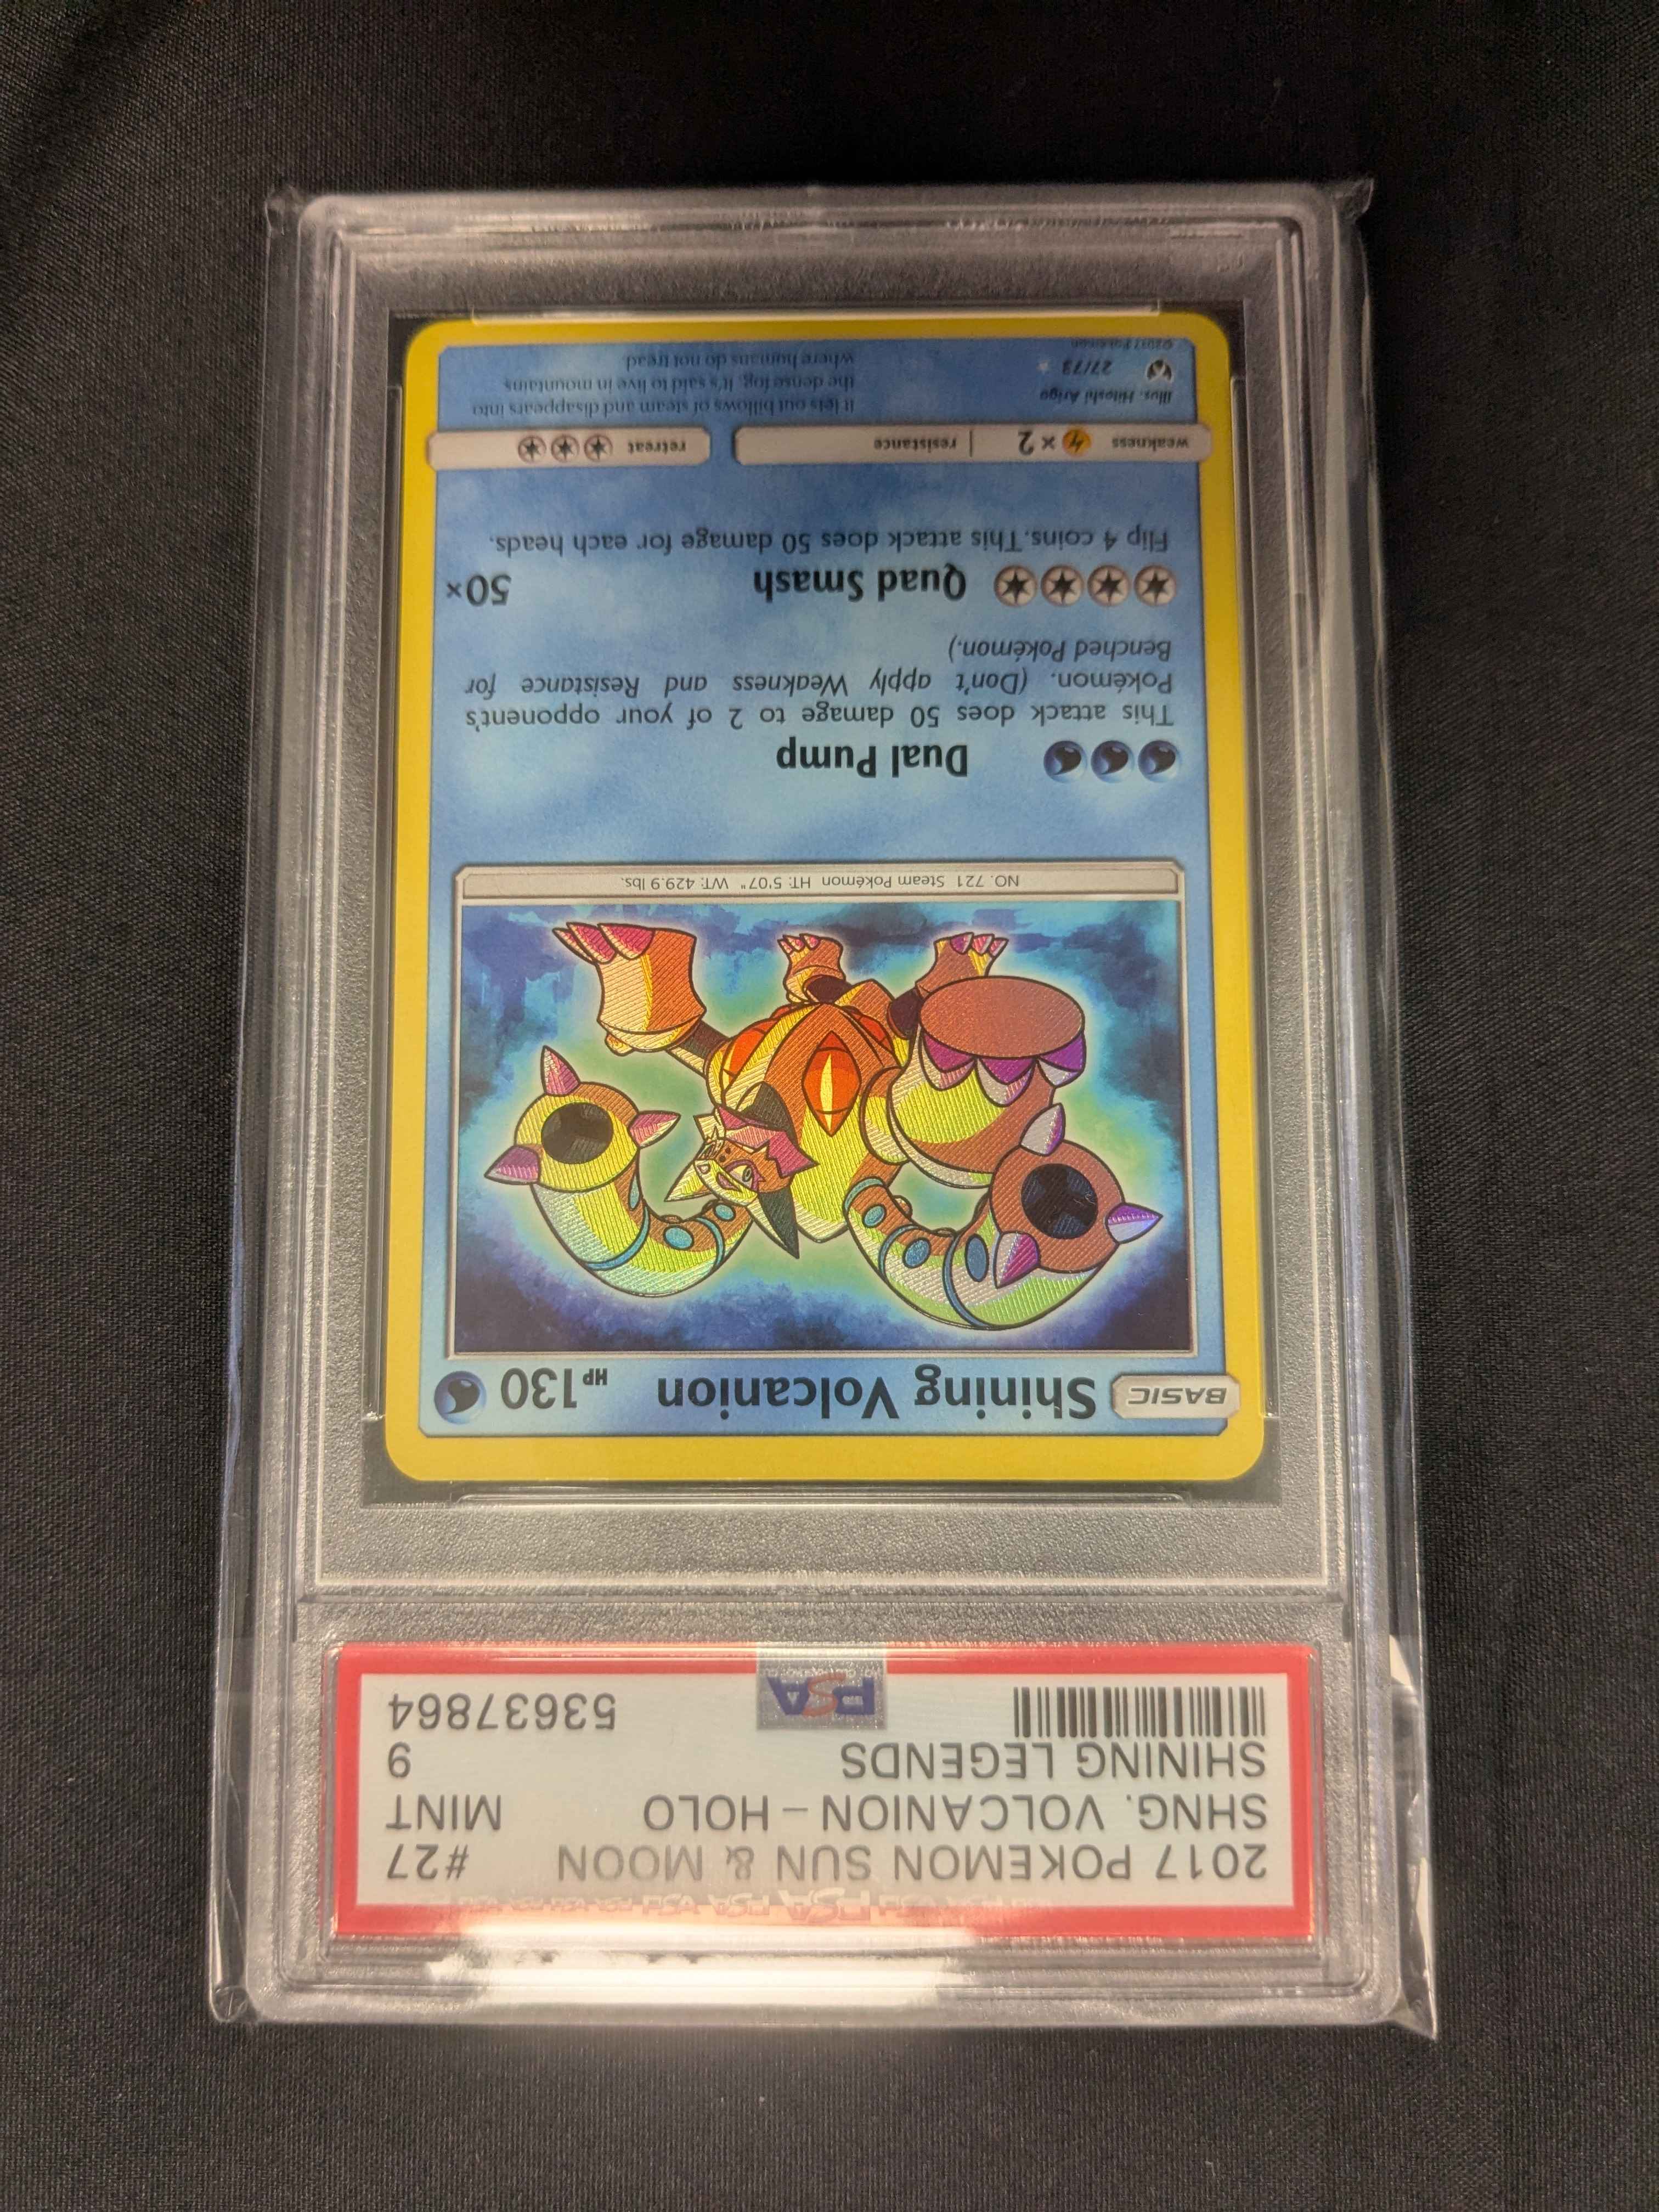 2017 POKEMON SUN & MOON #27
SHNG. VOLCANION – HOLO MINT
SHINING LEGENDS 9
PSA 53637864
BASIC Shining Volcanion HP 130
NO. 721 Steam Pokémon HT: 5'07" WT: 429.9 lbs.
Dual Pump
This attack does 50 damage to 2 of your opponent's
Pokémon. (Don't apply Weakness and Resistance for
Benched Pokémon.)
Quad Smash 50×
Flip 4 coins. This attack does 50 damage for each heads.
weakness ×2 resistance retreat
Illus. Hitoshi Ariga
27/73
©2017 Pokémon
It lets out billows of steam and disappears into
the dense fog. It's said to live in mountains
where humans do not tread.